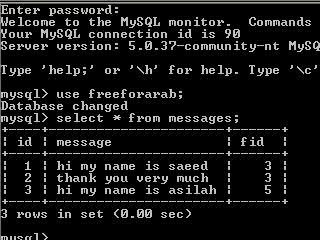 Enter password:
Welcome to the MySQL monitor.  Commands
Your MySQL connection id is 90
Server version: 5.0.37-community-nt MySQ
Type 'help;' or '\h' for help. Type '\c'
mysql> use freeforarab;
Database changed
mysql> select * from messages;
+----+---------------------+------+
| id | message             | fid  |
+----+---------------------+------+
|  1 | hi my name is saeed |    3 |
|  2 | thank you very much |    3 |
|  3 | hi my name is asilah |    5 |
+----+---------------------+------+
3 rows in set (0.00 sec)
mysql>